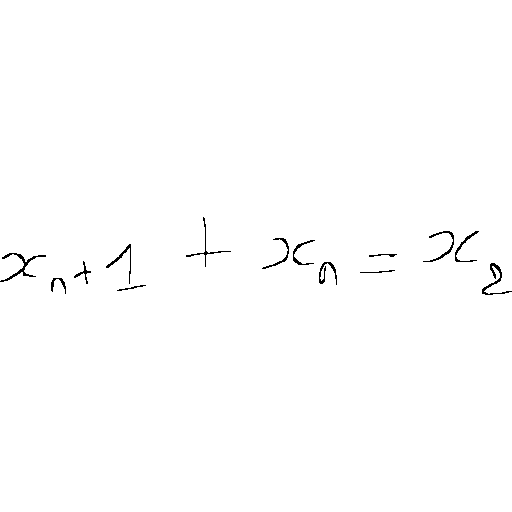 x_{n+1} + x_n = x_2